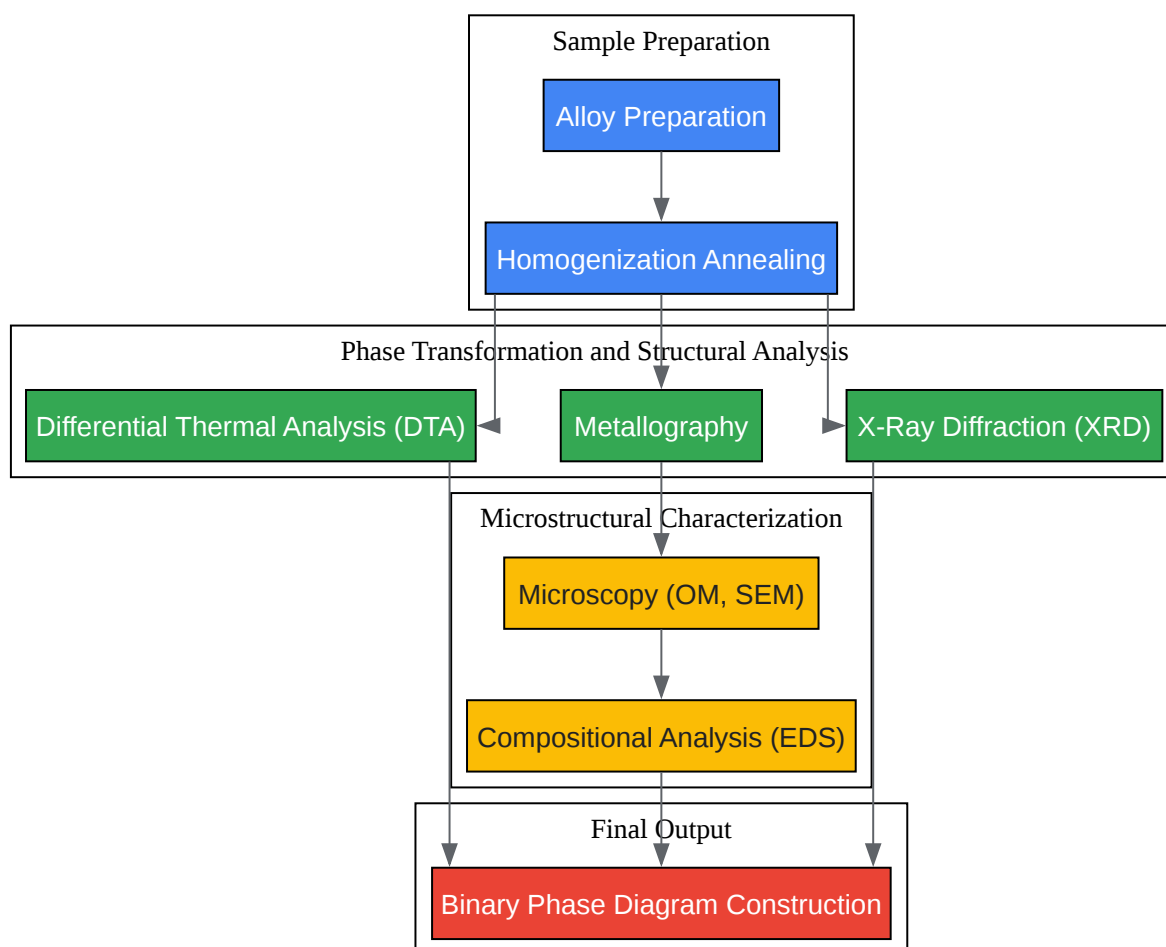 Sample Preparation
Alloy Preparation
Homogenization Annealing
Phase Transformation and Structural Analysis
Differential Thermal Analysis (DTA)
Metallography
X-Ray Diffraction (XRD)
Microstructural Characterization
Microscopy (OM, SEM)
Compositional Analysis (EDS)
Final Output
Binary Phase Diagram Construction